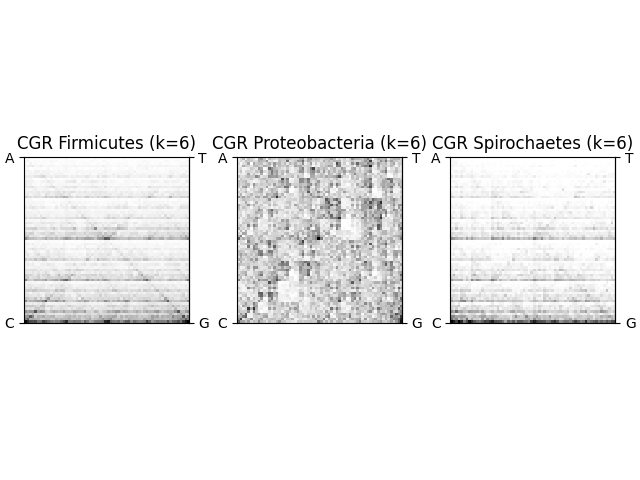 CGR Firmicutes (k=6)
CGR Proteobacteria (k=6)
CGR Spirochaetes (k=6)
A
T
A
T
A
T
C
G
C
G
C
G